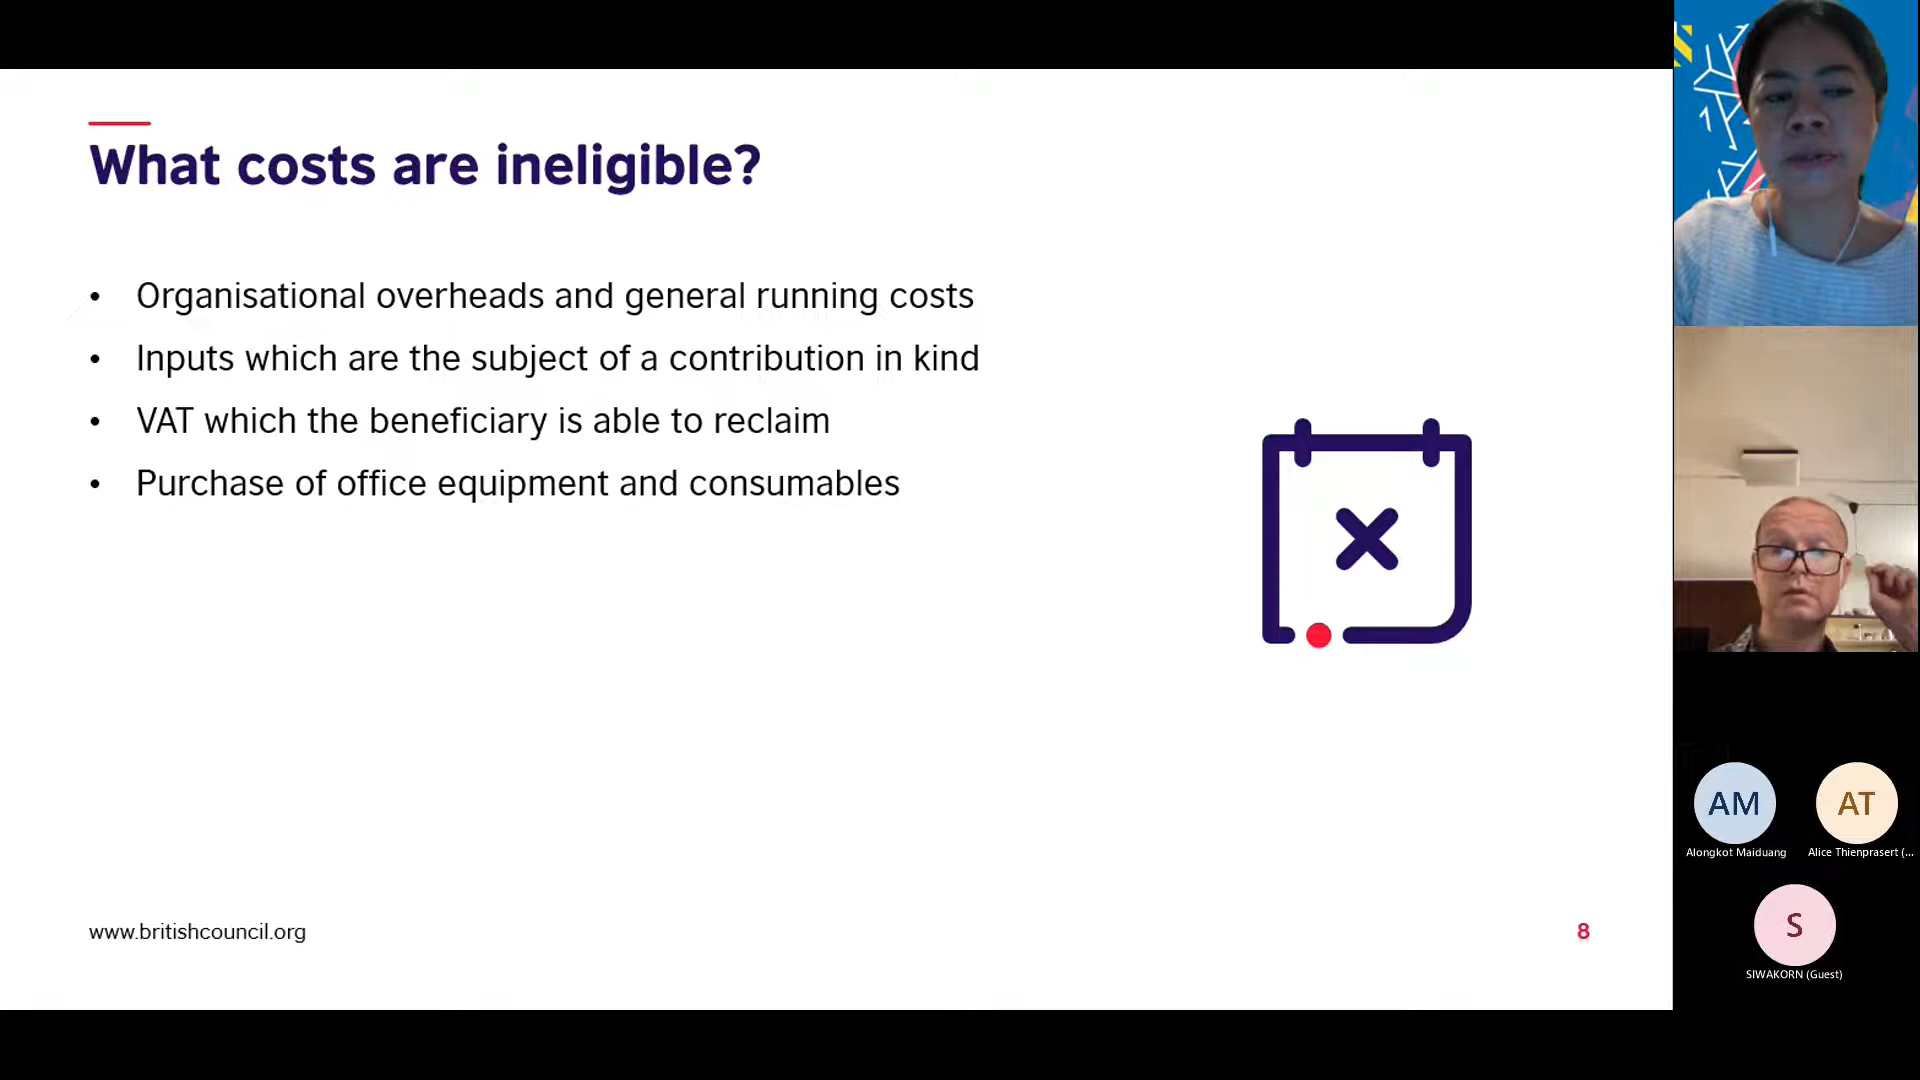 What costs are ineligible?
• Organisational overheads and general running costs
• Inputs which are the subject of a contribution in kind
• VAT which the beneficiary is able to reclaim
• Purchase of office equipment and consumables
www.britishcouncil.org
8
AM
Alongkot Maiduang
AT
Alice Thienprasert (...
S
SIWAKORN (Guest)